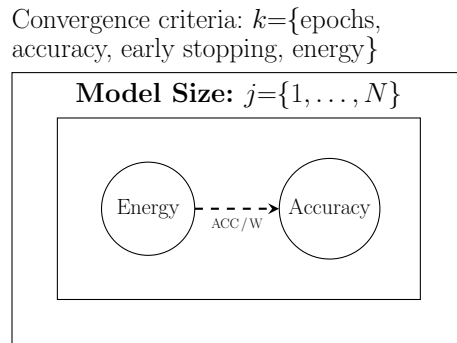 Convergence criteria: k={epochs,
accuracy, early stopping, energy}
Model Size: j={1, . . . , N}
Energy
ACC/W
Accuracy